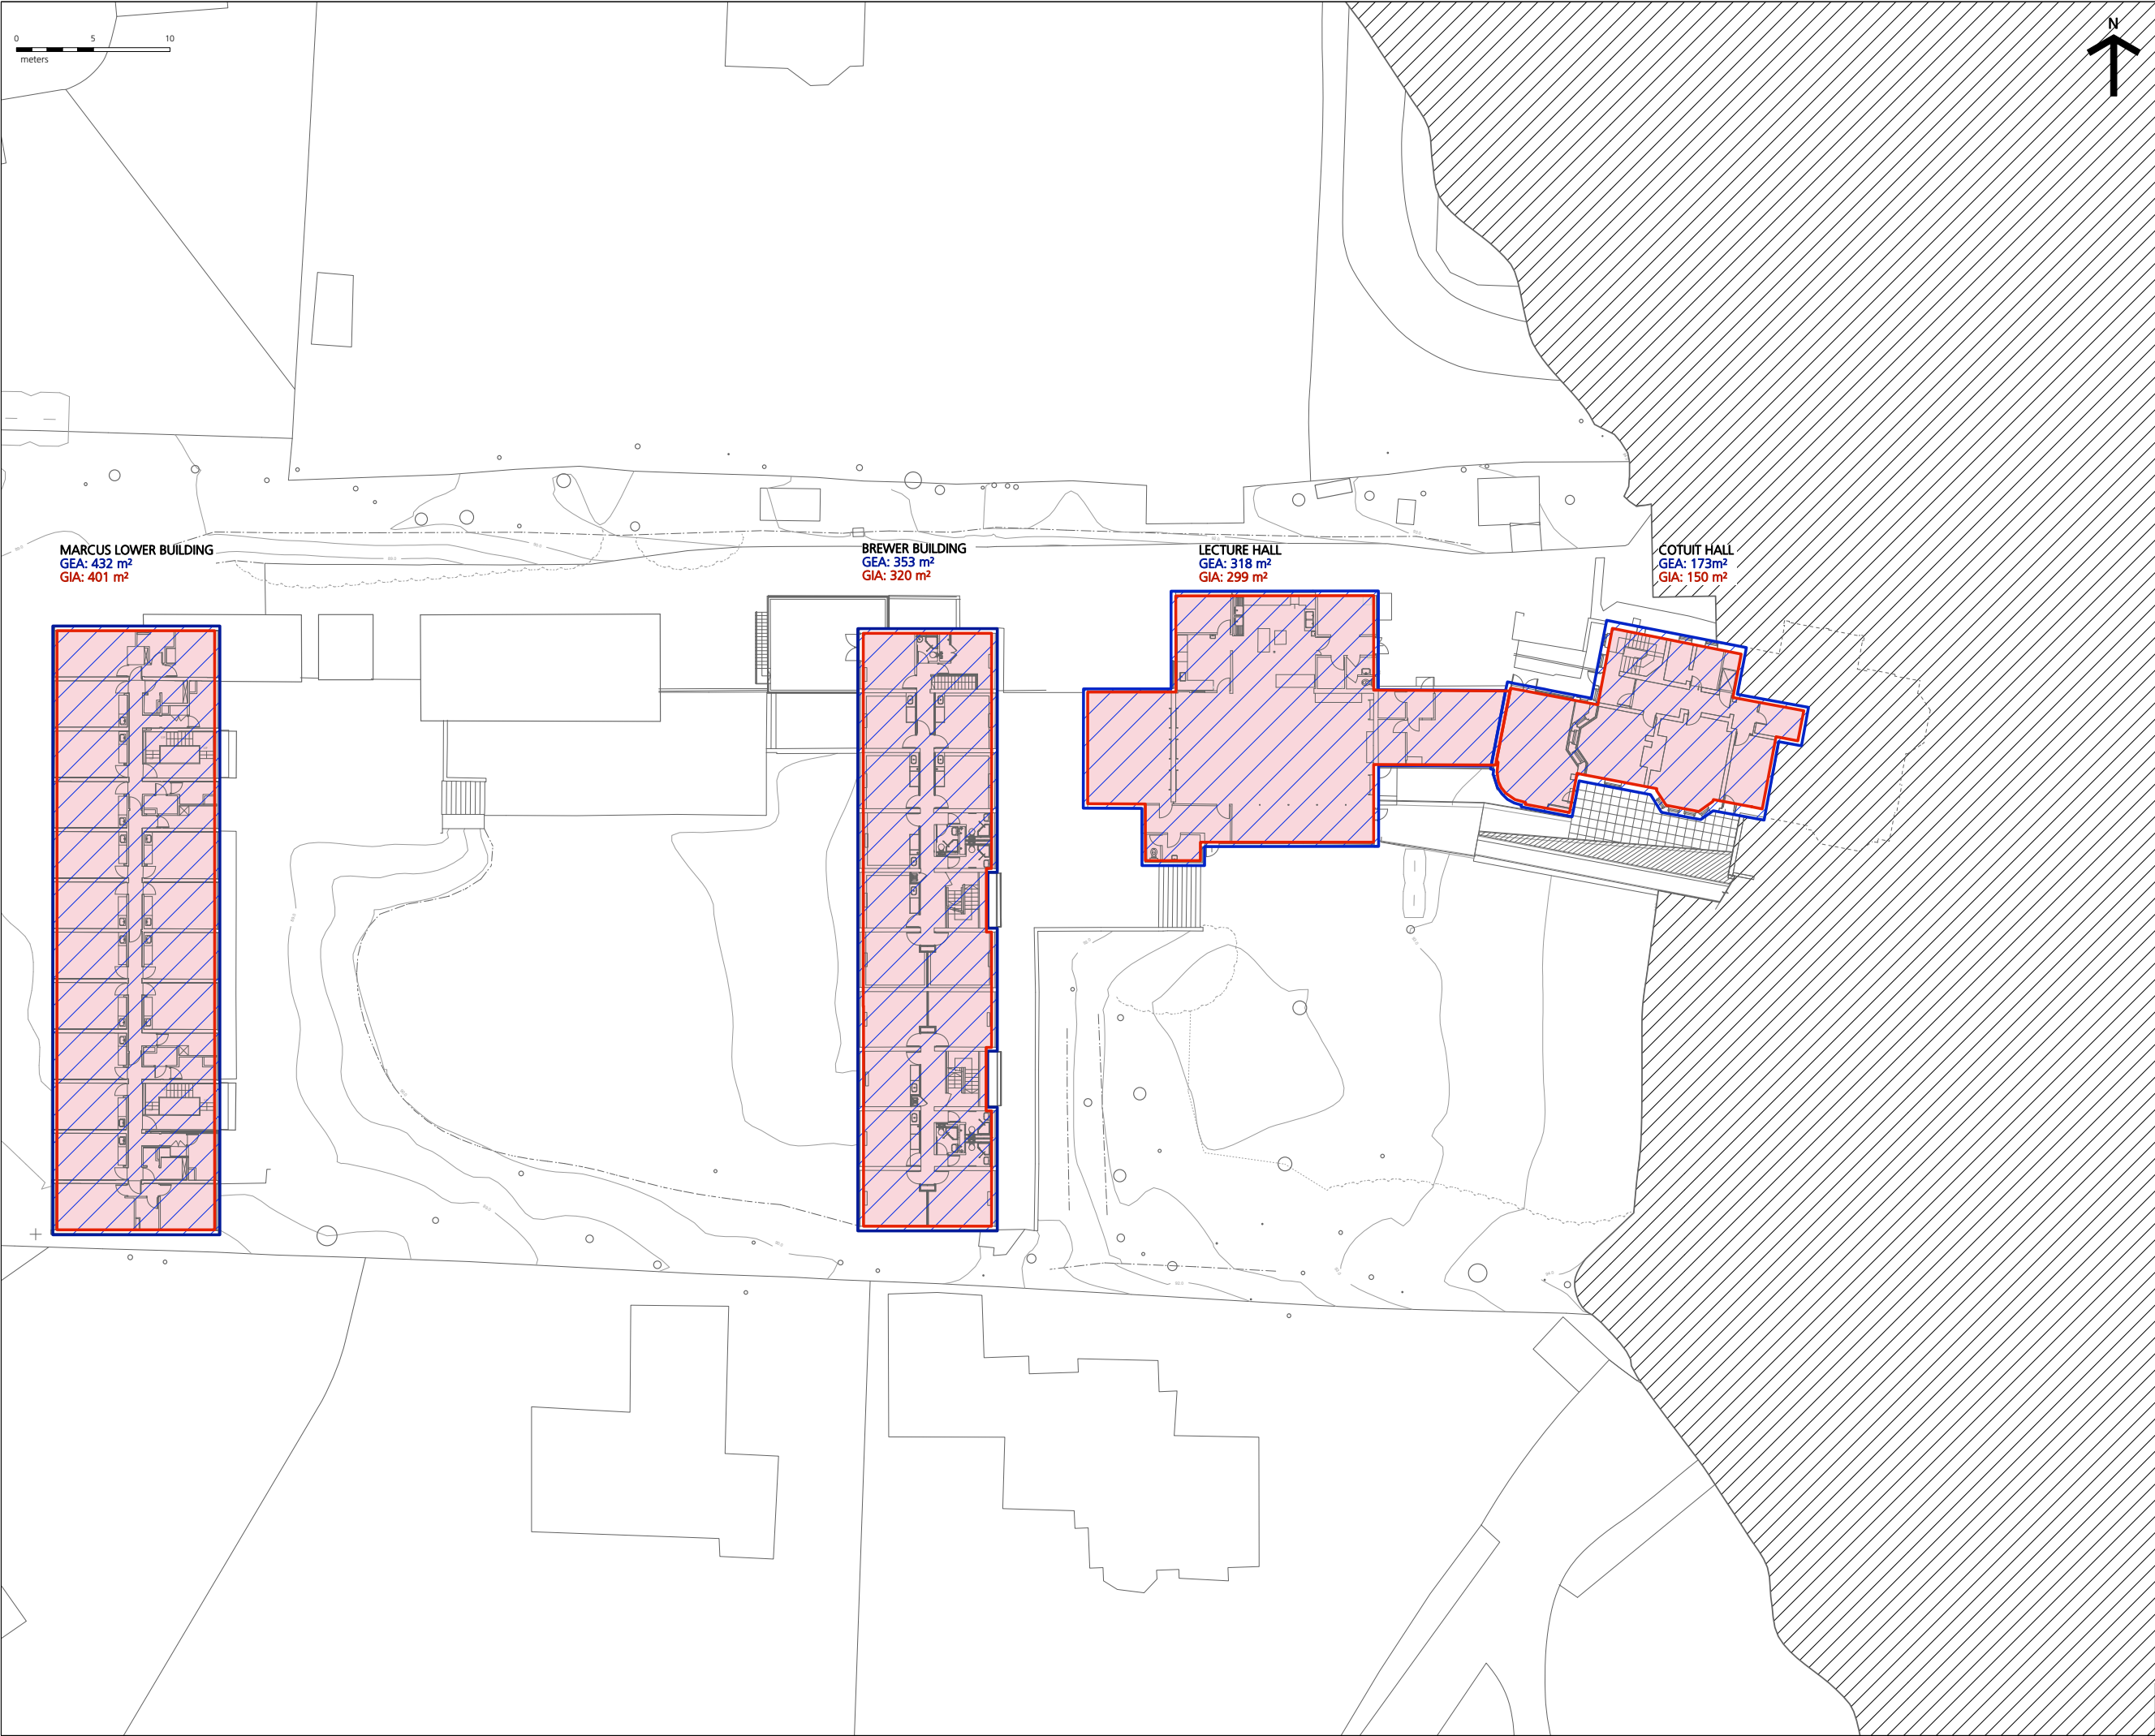 N
0 5 10
meters
MARCUS LOWER BUILDING
GEA: 432 m²
GIA: 401 m²
BREWER BUILDING
GEA: 353 m²
GIA: 320 m²
LECTURE HALL
GEA: 318 m²
GIA: 299 m²
COTUIT HALL
GEA: 173m²
GIA: 150 m²